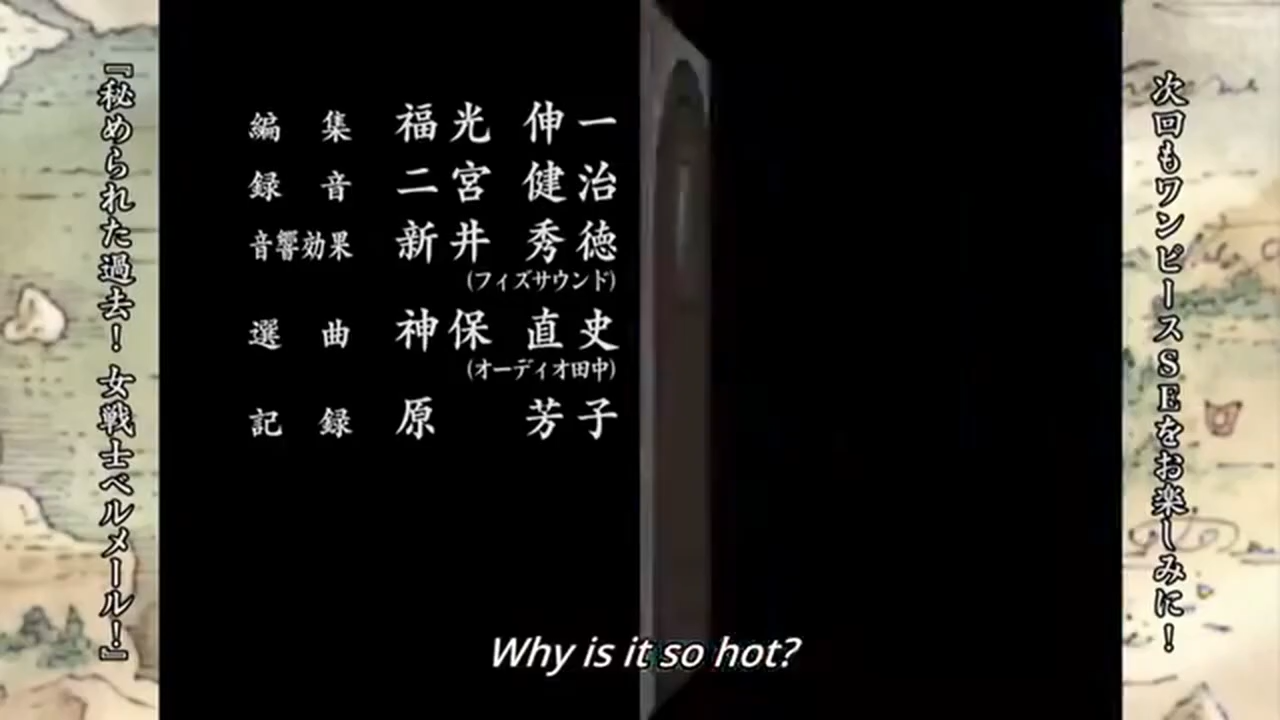 次回もワンピースSEをお楽しみに！
編集 福光 伸一
録音 二宮 健治
音響効果 新井 秀徳
(フィズサウンド)
選曲 神保 直史
(オーディオ田中)
記録 原 芳子
『秘められた過去！女戦士ベルメール！』
Why is it so hot?